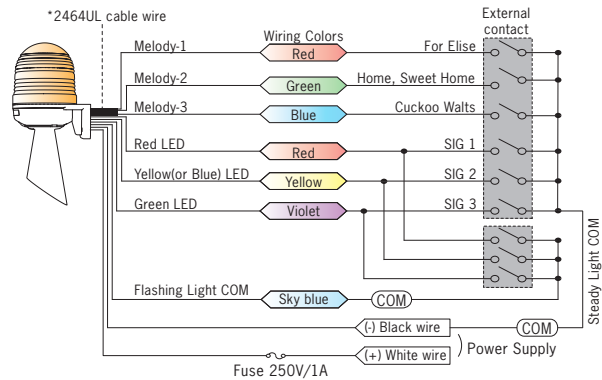 *2464UL cable wire
External
contact
Wiring Colors
Melody-1 Red For Elise
Melody-2 Green Home, Sweet Home
Melody-3 Blue Cuckoo Walts
Red LED Red SIG 1
Yellow(or Blue) LED Yellow SIG 2
Green LED Violet SIG 3
Steady Light COM
Flashing Light COM Sky blue COM
(-) Black wire COM
(+) White wire Power Supply
Fuse 250V/1A